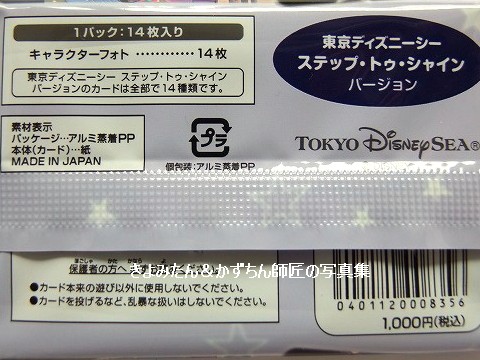 1パック：14枚入り
キャラクターフォト ………… 14枚
東京ディズニーシー ステップ・トゥ・シャイン
バージョンのカードは全部で14種類です。
東京ディズニーシー
ステップ・トゥ・シャイン
バージョン
素材表示
パッケージ…アルミ蒸着PP
本体(カード)…紙
MADE IN JAPAN
プラ
個包装:アルミ蒸着PP
TOKYO DISNEYSEA®
きよみたん＆かずちん師匠の写真集
保護者の方へ
●カード本来の遊び以外に使用しないでください。
●カードを投げるなど、乱暴な扱いはしないでください。
0401120008356
1,000円(税込)